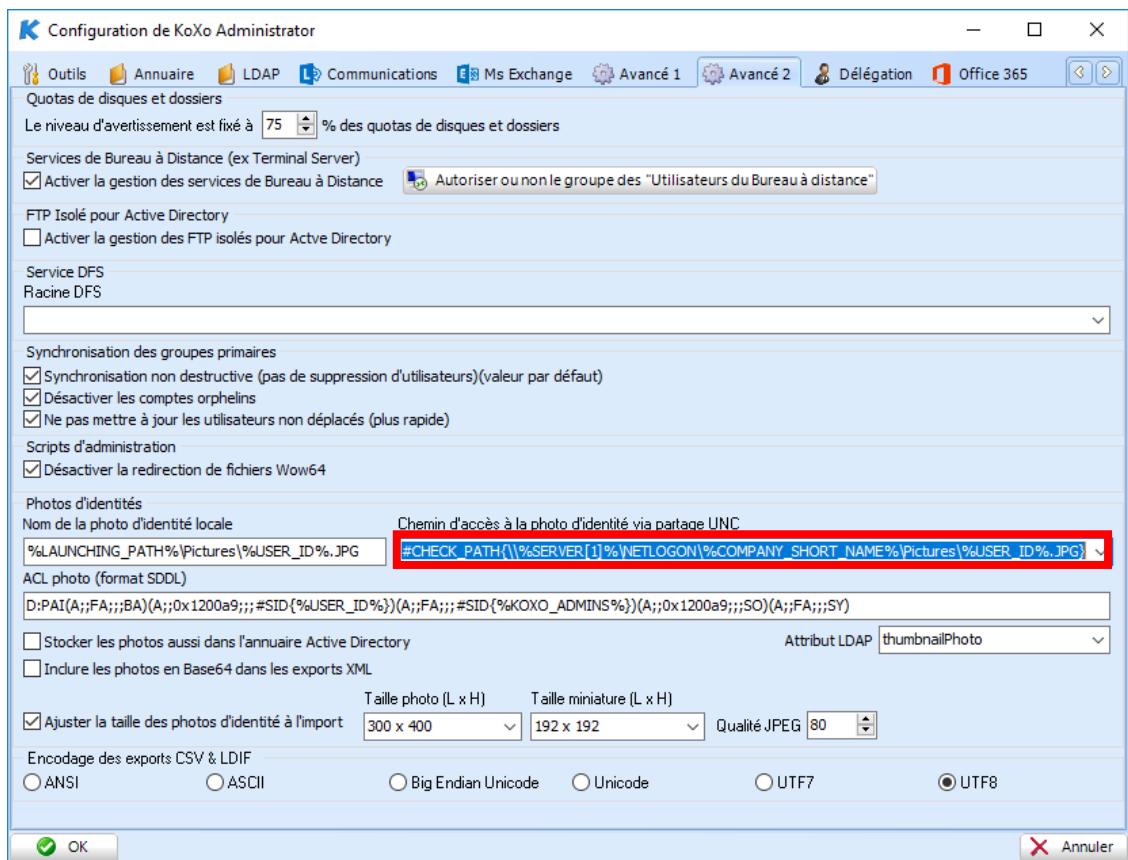 Configuration de KoXo Administrator
Outils Annuaire LDAP Communications Ms Exchange Avancé 1 Avancé 2 Délégation Office 365
Quotas de disques et dossiers
Le niveau d'avertissement est fixé à 75 % des quotas de disques et dossiers
Services de Bureau à Distance (ex Terminal Server)
Activer la gestion des services de Bureau à Distance Autoriser ou non le groupe des "Utilisateurs du Bureau à distance"
FTP Isolé pour Active Directory
Activer la gestion des FTP isolés pour Actve Directory
Service DFS
Racine DFS
Synchronisation des groupes primaires
Synchronisation non destructive (pas de suppression d'utilisateurs)(valeur par défaut)
Désactiver les comptes orphelins
Ne pas mettre à jour les utilisateurs non déplacés (plus rapide)
Scripts d'administration
Désactiver la redirection de fichiers Wow64
Photos d'identités
Nom de la photo d'identité locale Chemin d'accès à la photo d'identité via partage UNC
%LAUNCHING_PATH%\Pictures\%USER_ID%.JPG #CHECK_PATH{\\%SERVER[1]%\NETLOGON\%COMPANY_SHORT_NAME%\Pictures\%USER_ID%.JPG}
ACL photo (format SDDL)
D:PAI(A;;FA;;;BA)(A;;0x1200a9;;;#SID{%USER_ID%})(A;;FA;;;#SID{%KOXO_ADMINS%})(A;;0x1200a9;;;SO)(A;;FA;;;SY)
Stocker les photos aussi dans l'annuaire Active Directory Attribut LDAP thumbnailPhoto
Inclure les photos en Base64 dans les exports XML
Taille photo (L x H) Taille miniature (L x H)
Ajuster la taille des photos d'identité à l'import 300 x 400 192 x 192 Qualité JPEG 80
Encodage des exports CSV & LDIF
ANSI ASCII Big Endian Unicode Unicode UTF7 UTF8
OK Annuler